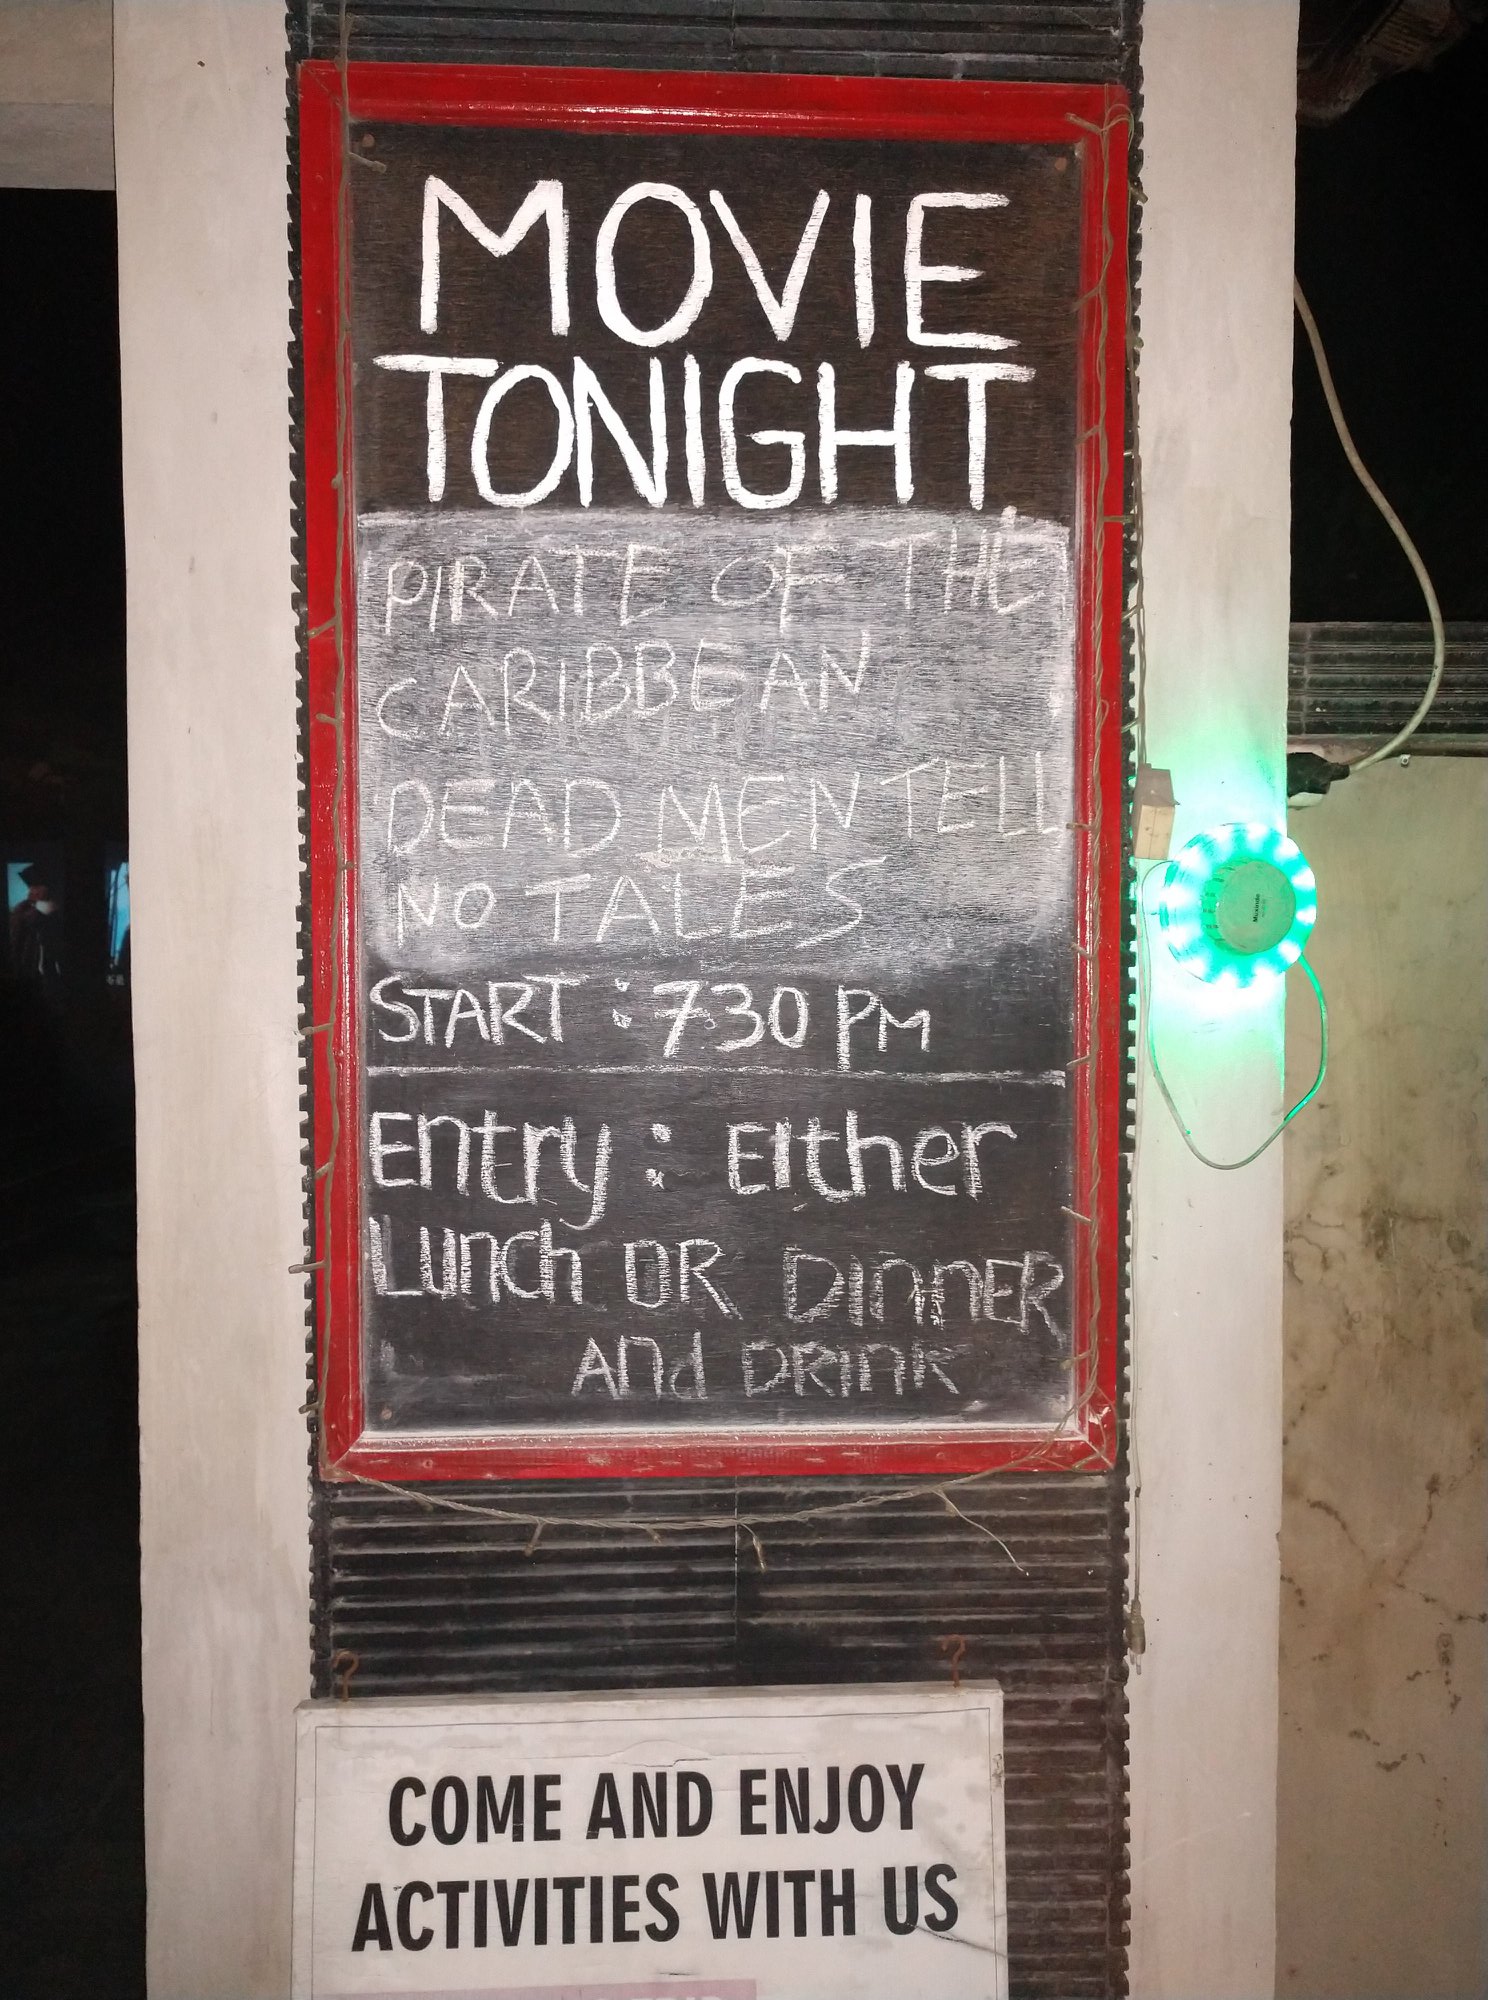 MOVIE
TONIGHT
PIRATE OF THE
CARIBBEAN
DEAD MEN TELL
NO TALES
START : 7:30 PM
Entry : Either
Lunch OR DinnER
And DRink
COME AND ENJOY
ACTIVITIES WITH US